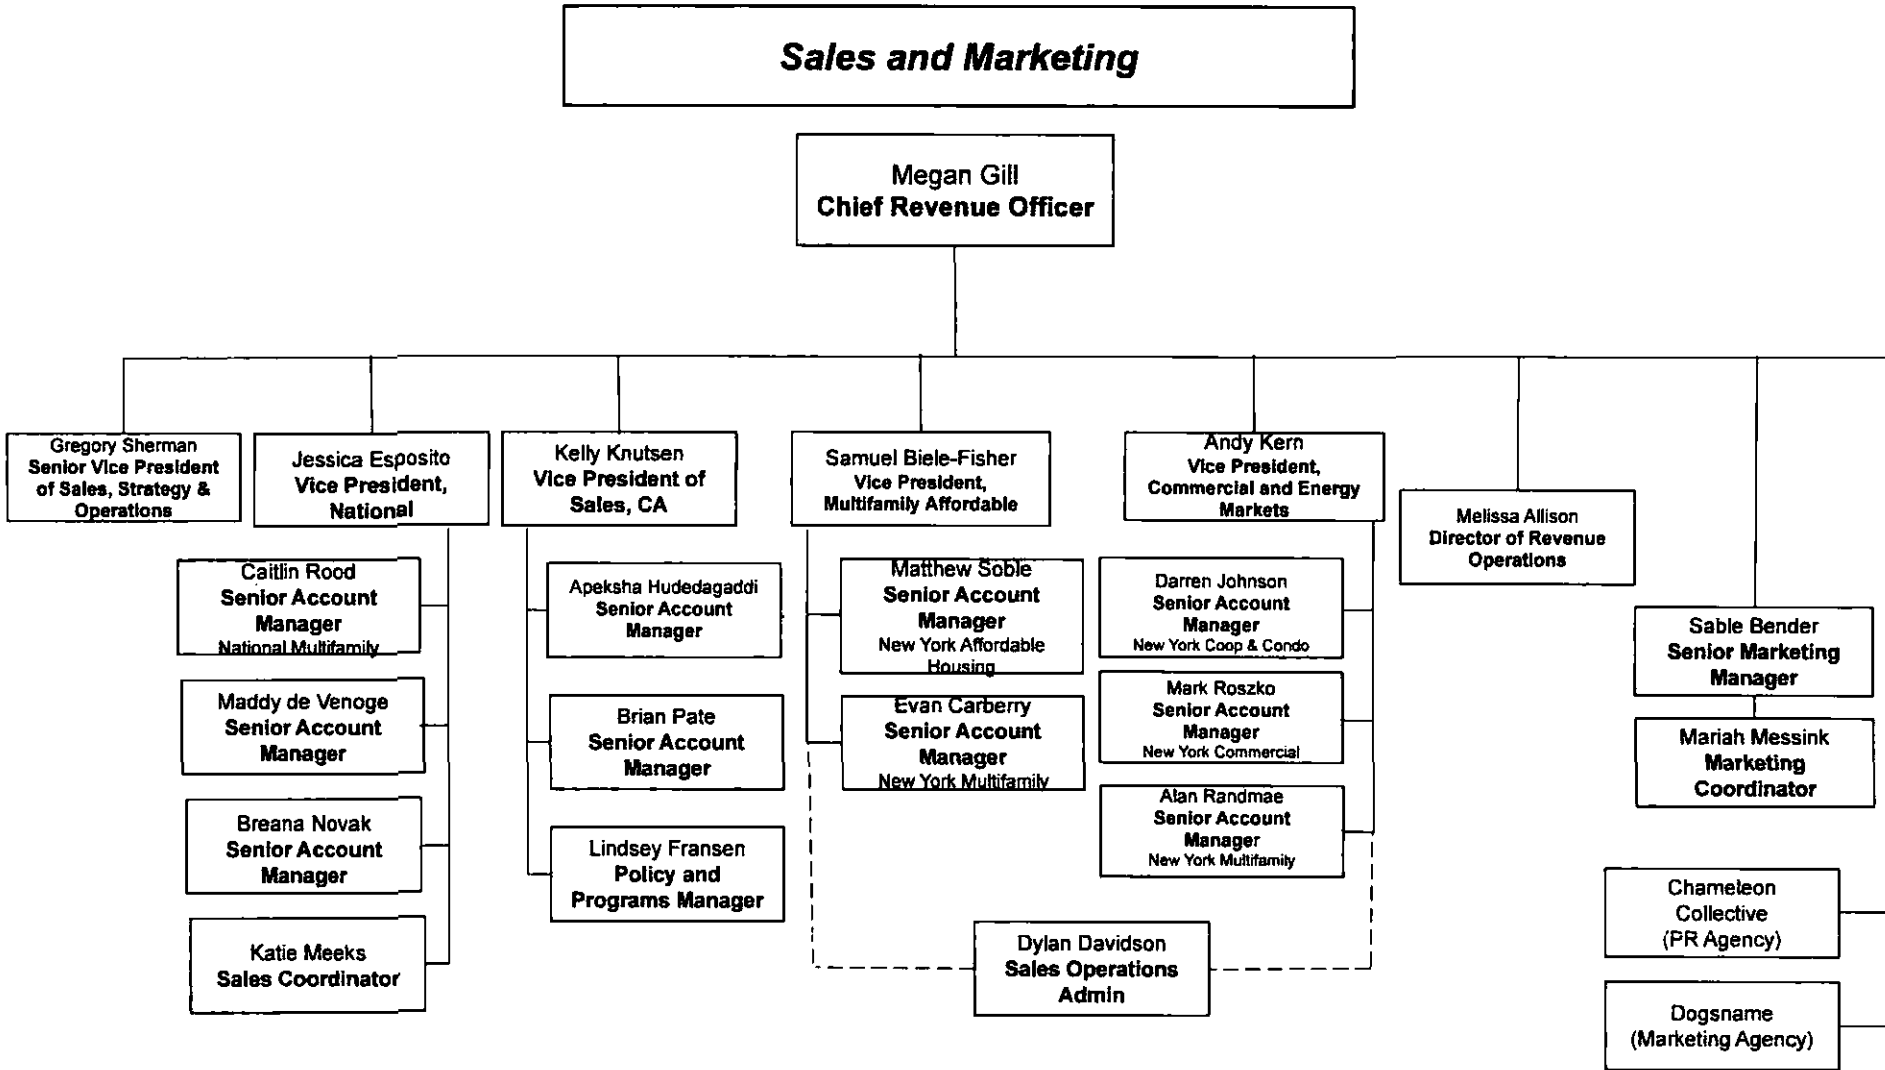 Sales and Marketing
Megan Gill
Chief Revenue Officer
Gregory Sherman
Senior Vice President
of Sales, Strategy &
Operations
Jessica Esposito
Vice President,
National
Caitlin Rood
Senior Account
Manager
National Multifamily
Maddy de Venoge
Senior Account
Manager
Breana Novak
Senior Account
Manager
Katie Meeks
Sales Coordinator
Kelly Knutsen
Vice President of
Sales, CA
Apeksha Hudedagaddi
Senior Account
Manager
Brian Pate
Senior Account
Manager
Lindsey Fransen
Policy and
Programs Manager
Samuel Biele-Fisher
Vice President,
Multifamily Affordable
Matthew Soble
Senior Account
Manager
New York Affordable
Housing
Evan Carberry
Senior Account
Manager
New York Multifamily
Andy Kern
Vice President,
Commercial and Energy
Markets
Darren Johnson
Senior Account
Manager
New York Coop & Condo
Mark Roszko
Senior Account
Manager
New York Commercial
Alan Randmae
Senior Account
Manager
New York Multifamily
Dylan Davidson
Sales Operations
Admin
Melissa Allison
Director of Revenue
Operations
Sable Bender
Senior Marketing
Manager
Mariah Messink
Marketing
Coordinator
Chameleon
Collective
(PR Agency)
Dogsname
(Marketing Agency)